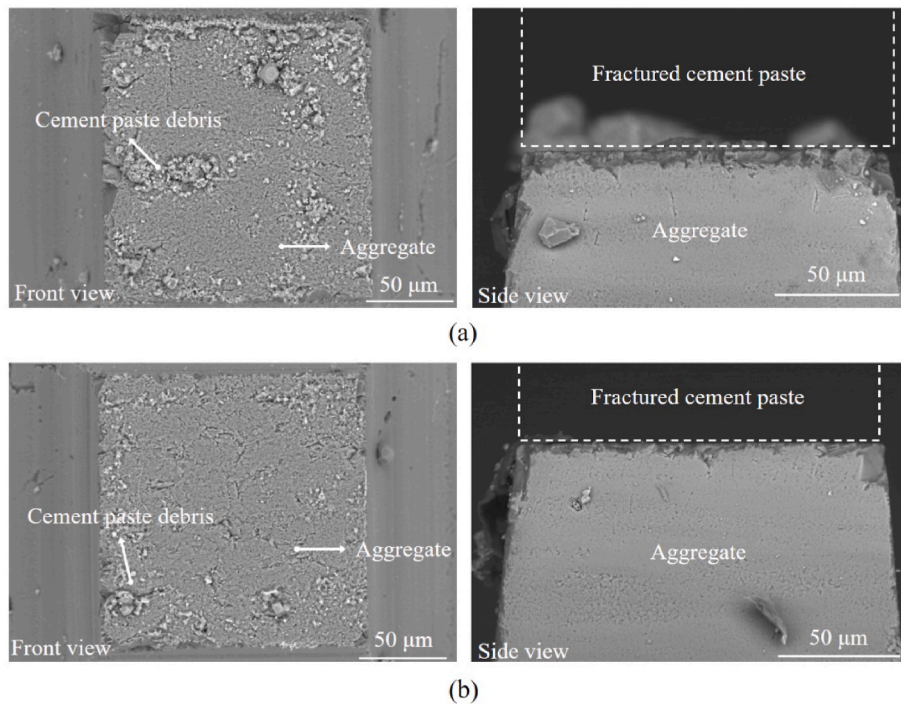 Fractured cement paste
Cement paste debris
Aggregate
Aggregate
50 μm
50 μm
Front view
Side view
(a)
Fractured cement paste
Cement paste debris
Aggregate
Aggregate
50 μm
50 μm
Front view
Side view
(b)